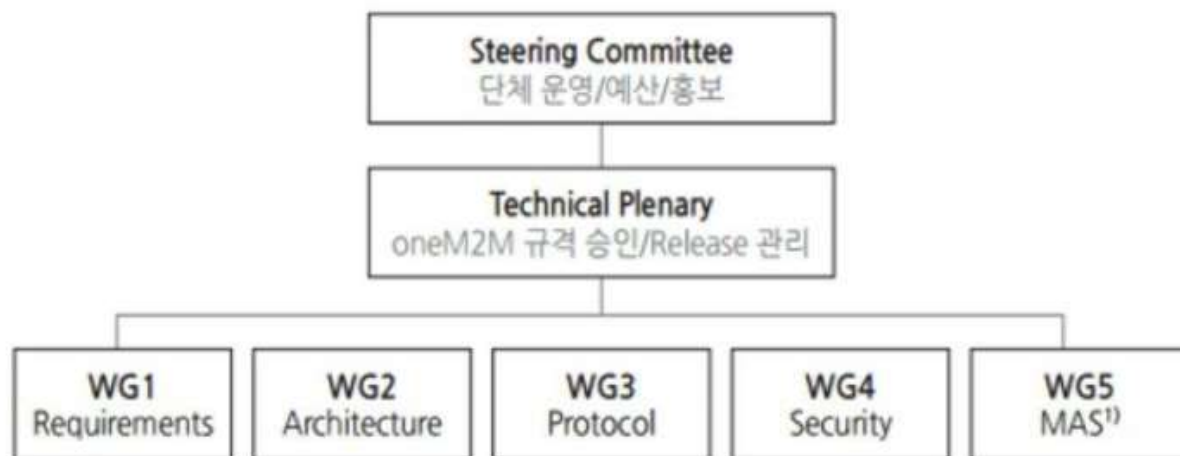 Steering Committee
단체 운영/예산/홍보
Technical Plenary
oneM2M 규격 승인/Release 관리
WG1
Requirements
WG2
Architecture
WG3
Protocol
WG4
Security
WG5
MAS¹⁾